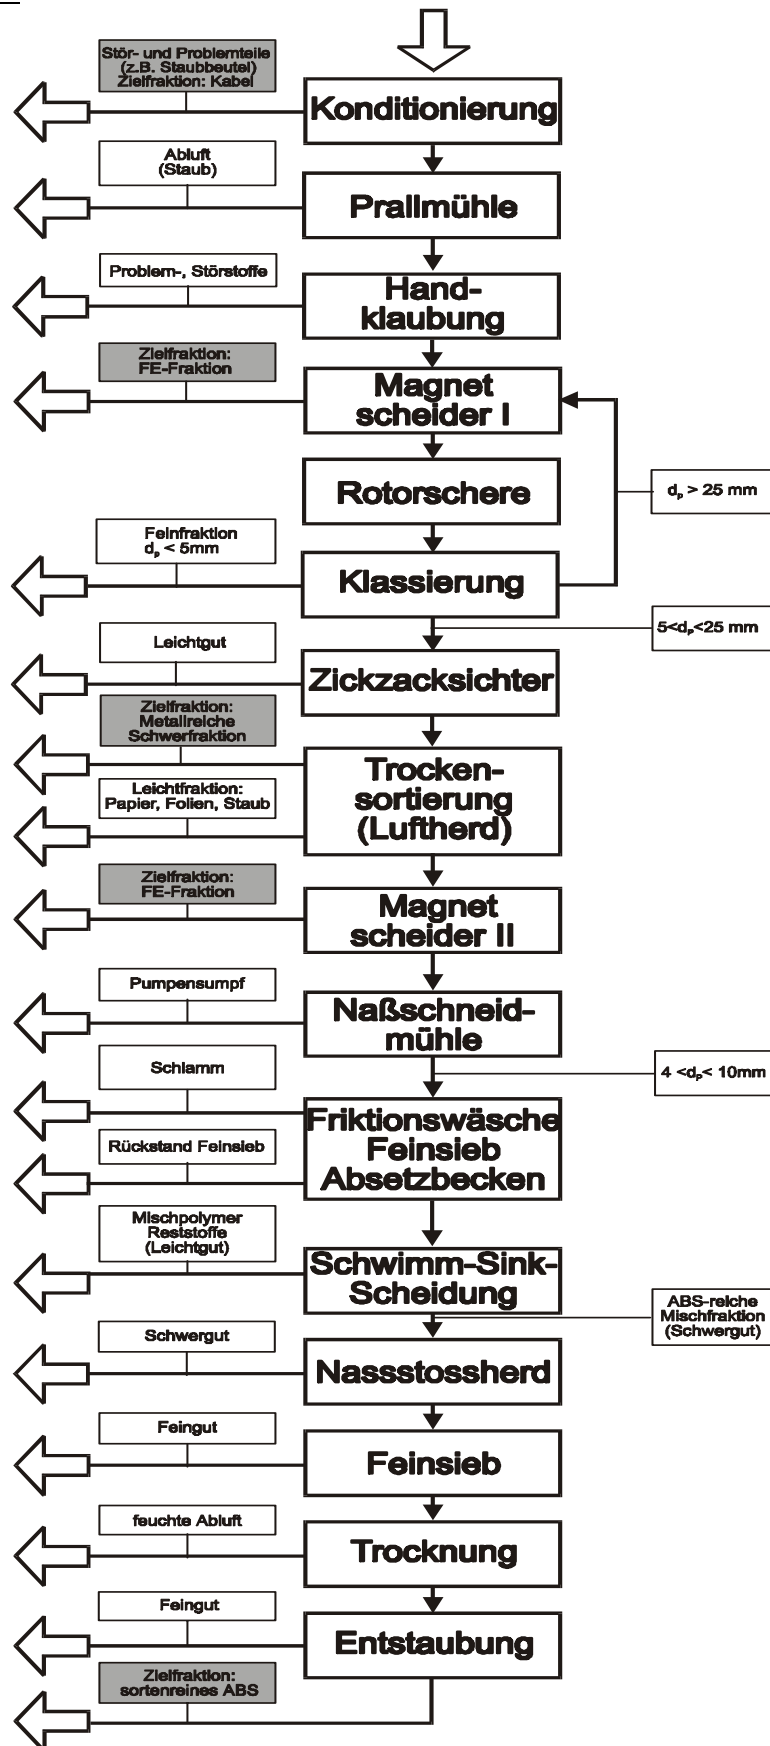 Stör- und Problemteile
(z.B. Staubbeutel)
Zielfraktion: Kabel
Konditionierung
Abluft
(Staub)
Prallmühle
Problem-, Störstoffe
Hand-
klaubung
Zielfraktion:
FE-Fraktion
Magnet
scheider I
Rotorschere
dₚ > 25 mm
Feinfraktion
dₚ < 5mm
Klassierung
5<dₚ<25 mm
Leichtgut
Zickzacksichter
Zielfraktion:
Metallreiche
Schwerfraktion
Leichtfraktion:
Papier, Folien, Staub
Trocken-
sortierung
(Luftherd)
Zielfraktion:
FE-Fraktion
Magnet
scheider II
Pumpensumpf
Naßschneid-
mühle
4 <dₚ< 10mm
Schlamm
Rückstand Feinsieb
Friktionswäsche
Feinsieb
Absetzbecken
Mischpolymer
Reststoffe
(Leichtgut)
Schwimm-Sink-
Scheidung
ABS-reiche
Mischfraktion
(Schwergut)
Schwergut
Nassstossherd
Feingut
Feinsieb
feuchte Abluft
Trocknung
Feingut
Entstaubung
Zielfraktion:
sortenreines ABS